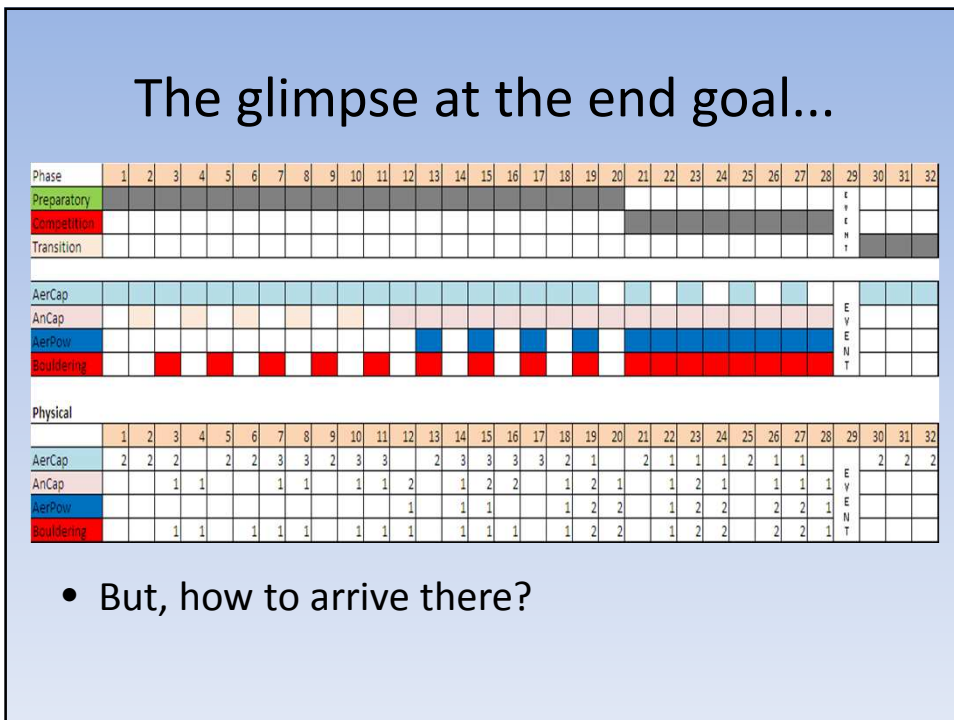 The glimpse at the end goal...
Phase 1 2 3 4 5 6 7 8 9 10 11 12 13 14 15 16 17 18 19 20 21 22 23 24 25 26 27 28 29 30 31 32
Preparatory
Competition
Transition
EVENT
AerCap
AnCap
AerPow
Bouldering
EVENT
Physical
1 2 3 4 5 6 7 8 9 10 11 12 13 14 15 16 17 18 19 20 21 22 23 24 25 26 27 28 29 30 31 32
AerCap 2 2 2 2 2 3 3 2 3 3 2 3 3 3 3 2 1 2 1 1 1 2 1 1 2 2 2
AnCap 1 1 1 1 1 1 2 1 2 2 1 2 1 1 2 1 1 1 1
AerPow 1 1 1 1 2 2 1 2 2 2 2 1
Bouldering 1 1 1 1 1 1 1 1 1 1 1 1 2 2 1 2 2 2 2 1
EVENT
• But, how to arrive there?